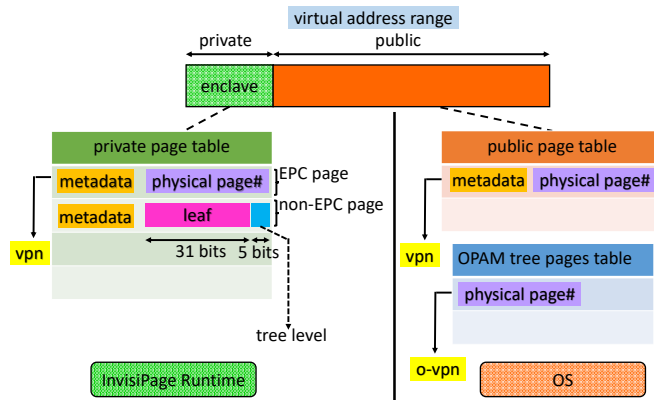 virtual address range
private
public
enclave
private page table
metadata
physical page#
EPC page
metadata
leaf
non-EPC page
vpn
31 bits
5 bits
tree level
InvisiPage Runtime
public page table
metadata
physical page#
vpn
OPAM tree pages table
physical page#
o-vpn
OS